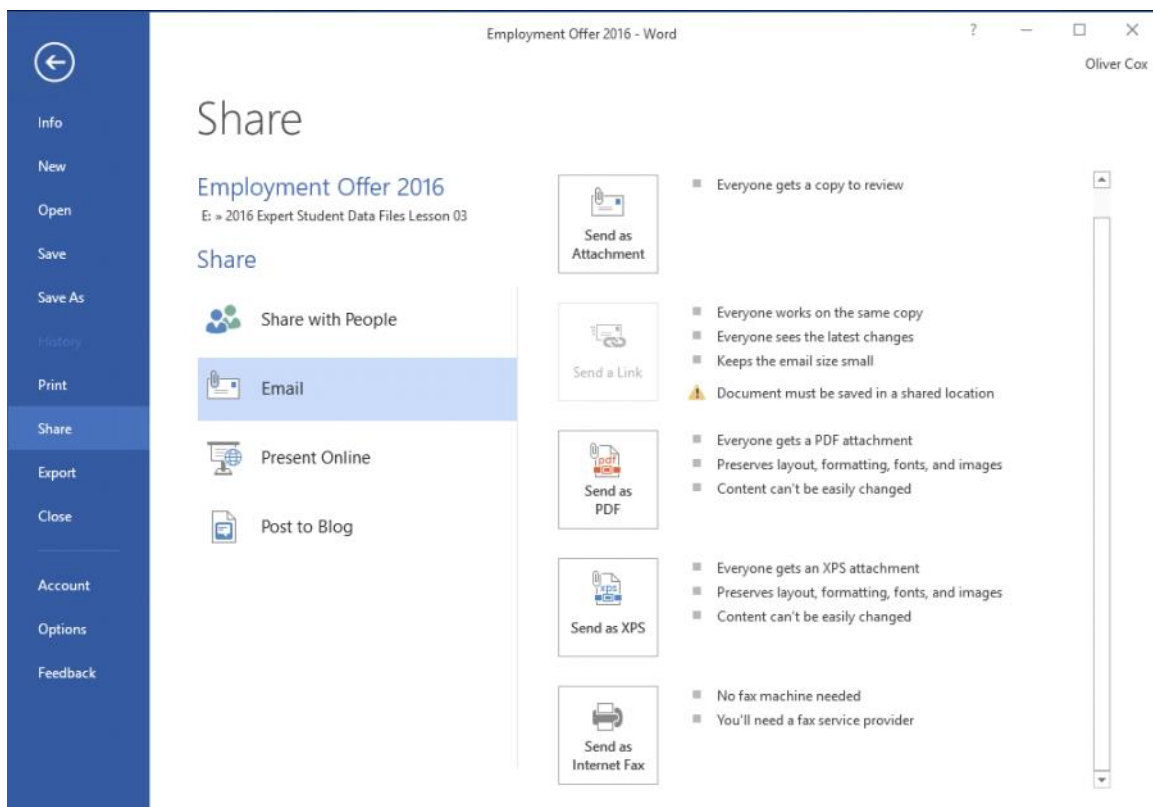 Employment Offer 2016 - Word
?
Oliver Cox
Info
New
Open
Save
Save As
History
Print
Share
Export
Close
Account
Options
Feedback
Share
Employment Offer 2016
E: » 2016 Expert Student Data Files Lesson 03
Share
Share with People
Email
Present Online
Post to Blog
Send as
Attachment
Everyone gets a copy to review
Send a Link
Everyone works on the same copy
Everyone sees the latest changes
Keeps the email size small
Document must be saved in a shared location
pdf
Send as
PDF
Everyone gets a PDF attachment
Preserves layout, formatting, fonts, and images
Content can't be easily changed
xps
Send as XPS
Everyone gets an XPS attachment
Preserves layout, formatting, fonts, and images
Content can't be easily changed
Send as
Internet Fax
No fax machine needed
You'll need a fax service provider